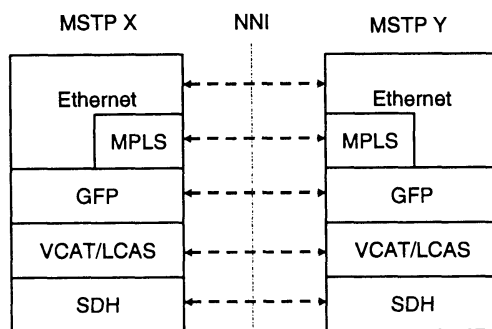 MSTP X NNI MSTP Y
Ethernet Ethernet
MPLS MPLS
GFP GFP
VCAT/LCAS VCAT/LCAS
SDH SDH